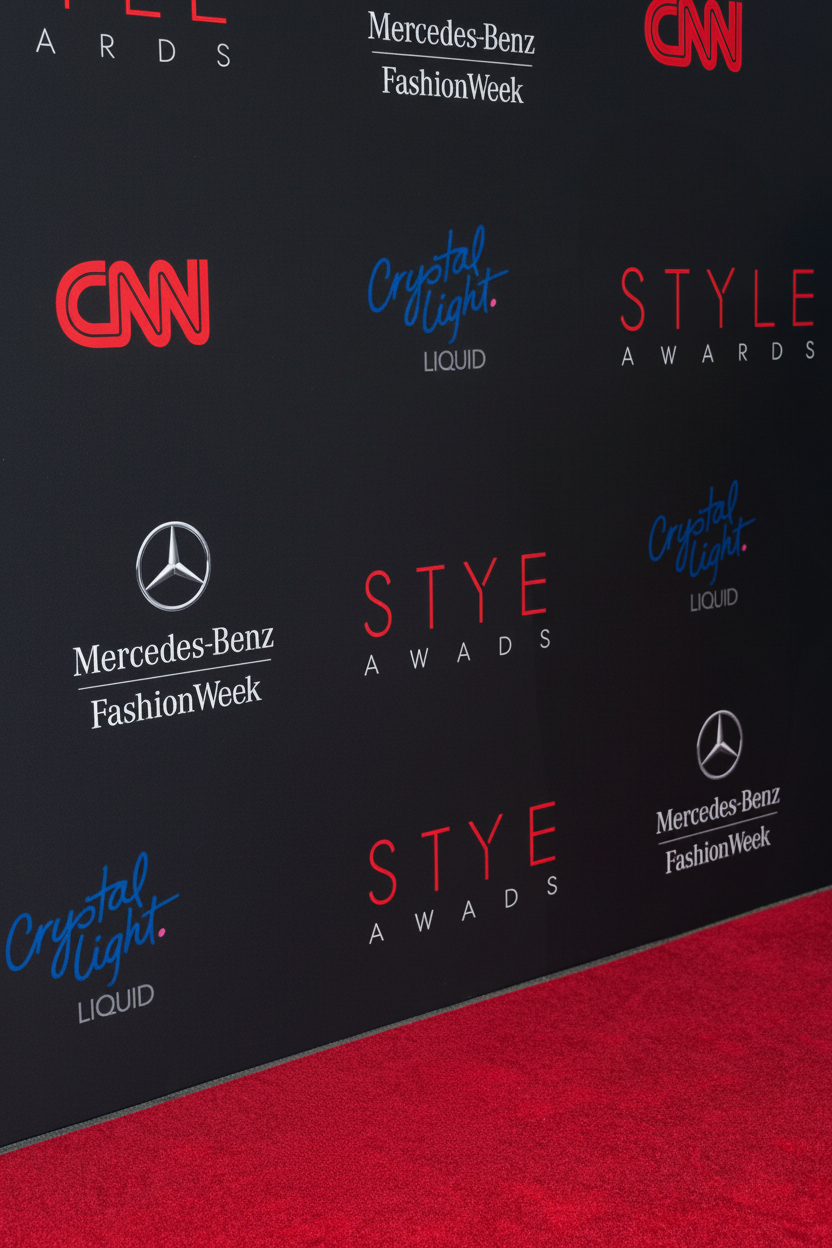 ARDS
Mercedes-Benz
FashionWeek
CNN
CNN
Crystal
light.
LIQUID
STYLE
AWARDS
Mercedes-Benz
FashionWeek
STYE
AWADS
Crystal
light.
LIQUID
Crystal
light.
LIQUID
STYE
AWADS
Mercedes-Benz
FashionWeek